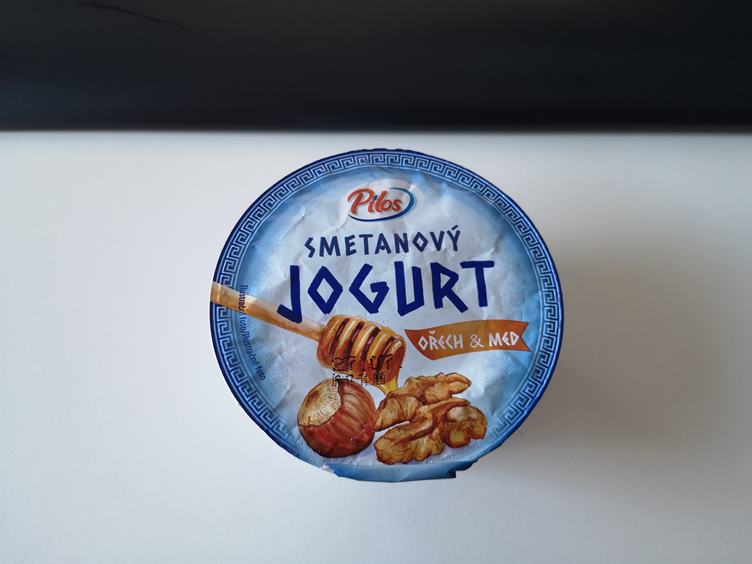 Pilos
SMETANOVÝ
JOGURT
OŘECH & MED
Ilustrační foto/Ilustračné foto